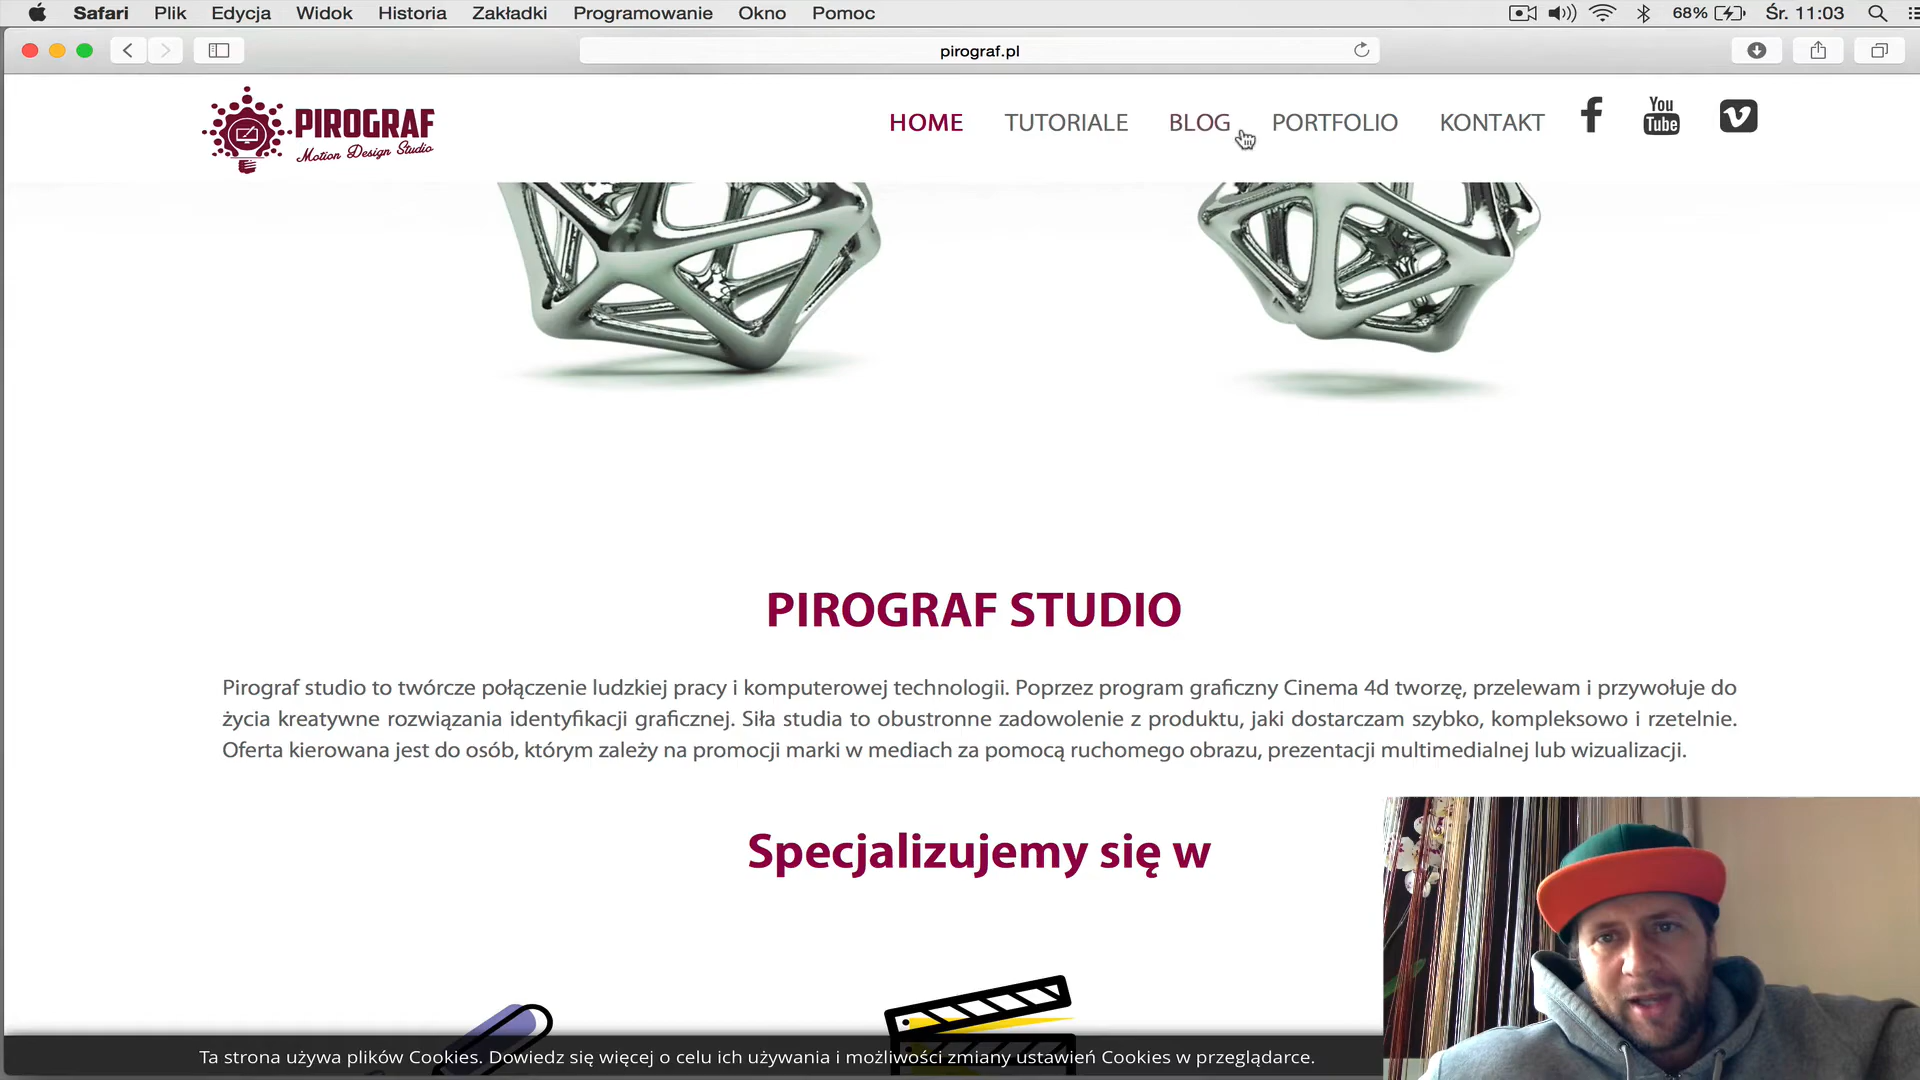 Safari Plik Edycja Widok Historia Zakładki Programowanie Okno Pomoc 68% Śr. 11:03
pirograf.pl
PIROGRAF
Motion Design Studio
HOME TUTORIALE BLOG PORTFOLIO KONTAKT You Tube
PIROGRAF STUDIO
Pirograf studio to twórcze połączenie ludzkiej pracy i komputerowej technologii. Poprzez program graficzny Cinema 4d tworzę, przelewam i przywołuje do
życia kreatywne rozwiązania identyfikacji graficznej. Siła studia to obustronne zadowolenie z produktu, jaki dostarczam szybko, kompleksowo i rzetelnie.
Oferta kierowana jest do osób, którym zależy na promocji marki w mediach za pomocą ruchomego obrazu, prezentacji multimedialnej lub wizualizacji.
Specjalizujemy się w
Ta strona używa plików Cookies. Dowiedz się więcej o celu ich używania i możliwości zmiany ustawień Cookies w przeglądarce.